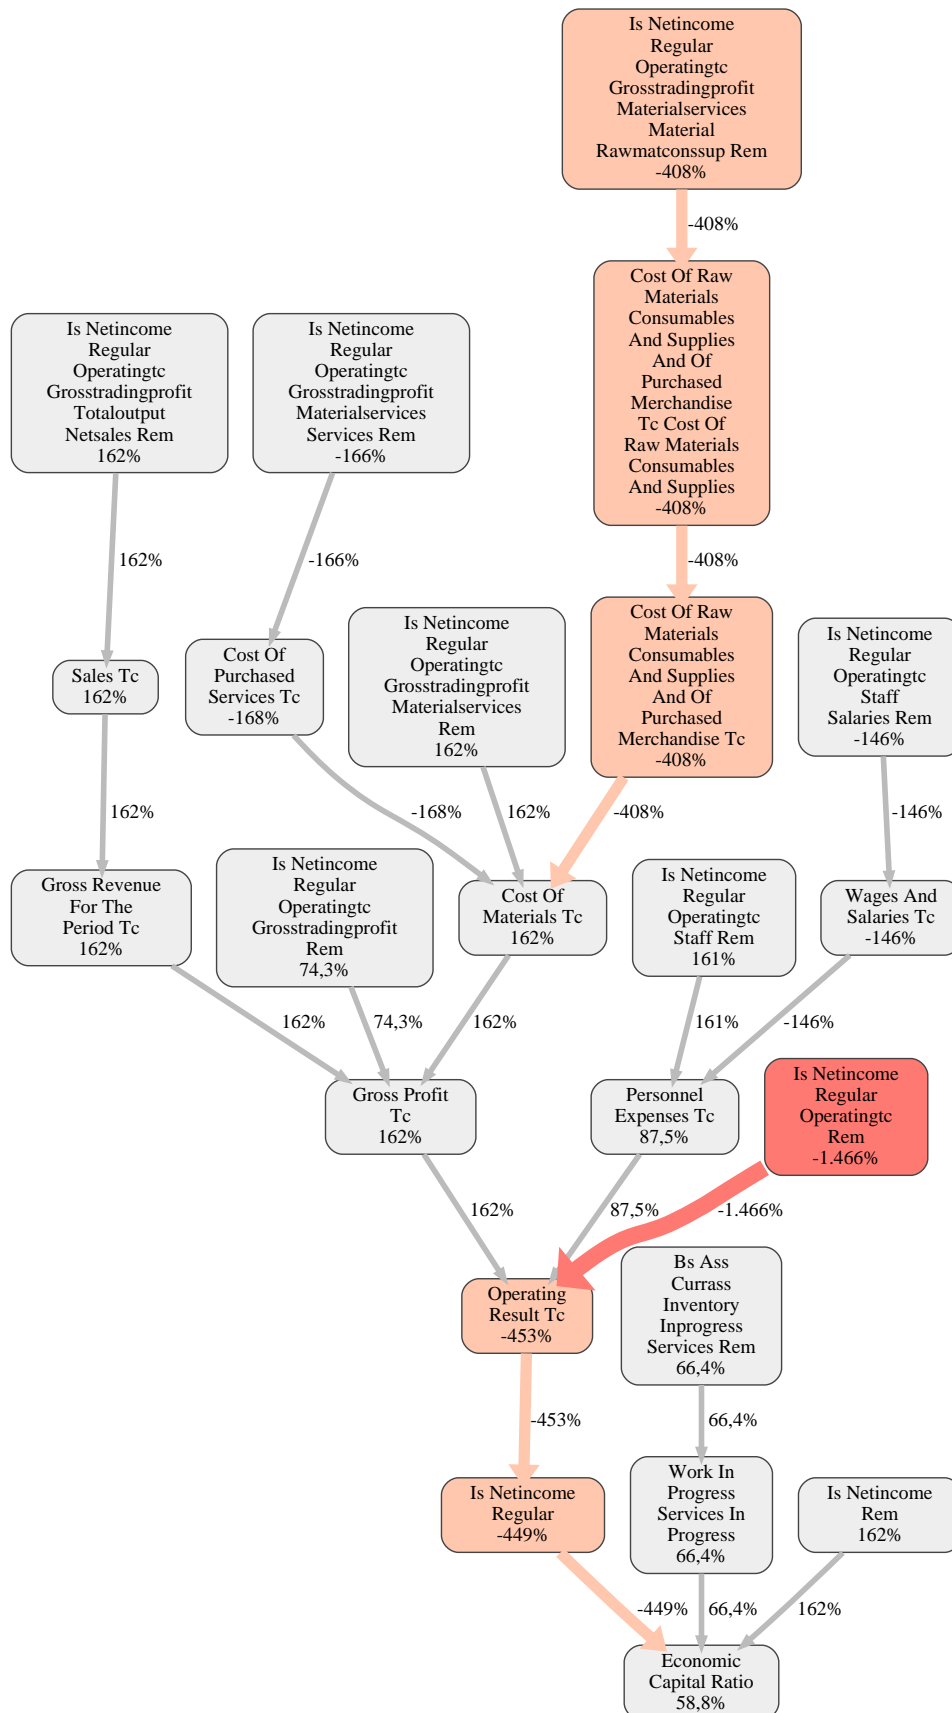 Is Netincome
Regular
Operatingtc
Grosstradingprofit
Materialservices
Material
Rawmatconssup Rem
-408%
-408%
Cost Of Raw
Materials
Consumables
And Supplies
And Of
Purchased
Merchandise
Tc Cost Of
Raw Materials
Consumables
And Supplies
-408%
Is Netincome
Regular
Operatingtc
Grosstradingprofit
Totaloutput
Netsales Rem
162%
Is Netincome
Regular
Operatingtc
Grosstradingprofit
Materialservices
Services Rem
-166%
162%
-166%
-408%
Sales Tc
162%
Cost Of
Purchased
Services Tc
-168%
Is Netincome
Regular
Operatingtc
Grosstradingprofit
Materialservices
Rem
162%
Cost Of Raw
Materials
Consumables
And Supplies
And Of
Purchased
Merchandise Tc
-408%
Is Netincome
Regular
Operatingtc
Staff
Salaries Rem
-146%
162%
-168%
162%
-408%
-146%
Gross Revenue
For The
Period Tc
162%
Is Netincome
Regular
Operatingtc
Grosstradingprofit
Rem
74,3%
Cost Of
Materials Tc
162%
Is Netincome
Regular
Operatingtc
Staff Rem
161%
Wages And
Salaries Tc
-146%
162%
74,3%
162%
161%
-146%
Gross Profit
Tc
162%
Personnel
Expenses Tc
87,5%
Is Netincome
Regular
Operatingtc
Rem
-1.466%
162%
87,5%
-1.466%
Operating
Result Tc
-453%
Bs Ass
Currass
Inventory
Inprogress
Services Rem
66,4%
-453%
66,4%
Is Netincome
Regular
-449%
Work In
Progress
Services In
Progress
66,4%
Is Netincome
Rem
162%
-449%
66,4%
162%
Economic
Capital Ratio
58,8%